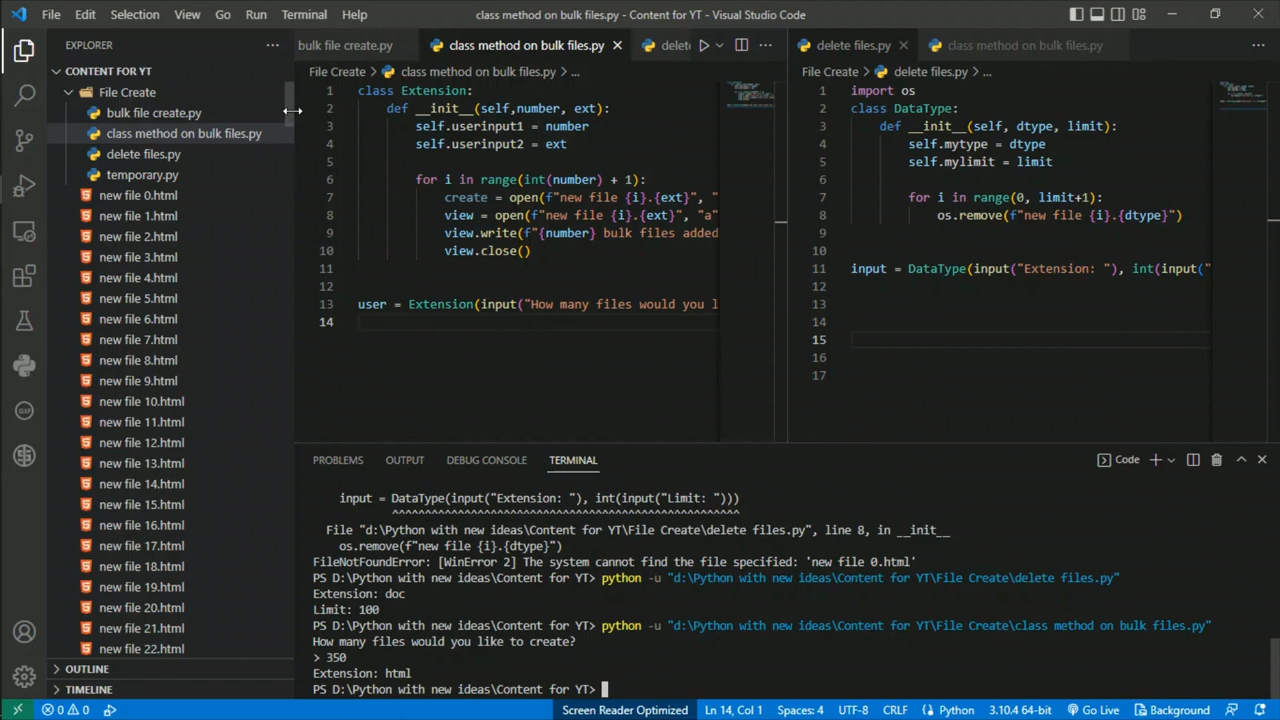 File Edit Selection View Go Run Terminal Help
class method on bulk files.py - Content for YT - Visual Studio Code
EXPLORER
CONTENT FOR YT
File Create
bulk file create.py
class method on bulk files.py
delete files.py
temporary.py
new file 0.html
new file 1.html
new file 2.html
new file 3.html
new file 4.html
new file 5.html
new file 6.html
new file 7.html
new file 8.html
new file 9.html
new file 10.html
new file 11.html
new file 12.html
new file 13.html
new file 14.html
new file 15.html
new file 16.html
new file 17.html
new file 18.html
new file 19.html
new file 20.html
new file 21.html
new file 22.html
OUTLINE
TIMELINE
bulk file create.py
class method on bulk files.py
delete
File Create > class method on bulk files.py > ...
1 class Extension:
2 def __init__(self,number, ext):
3 self.userinput1 = number
4 self.userinput2 = ext
5
6 for i in range(int(number) + 1):
7 create = open(f"new file {i}.{ext}", "
8 view = open(f"new file {i}.{ext}", "a"
9 view.write(f"{number} bulk files added
10 view.close()
11
12
13 user = Extension(input("How many files would you l
14
delete files.py
class method on bulk files.py
File Create > delete files.py > ...
1 import os
2 class DataType:
3 def __init__(self, dtype, limit):
4 self.mytype = dtype
5 self.mylimit = limit
6
7 for i in range(0, limit+1):
8 os.remove(f"new file {i}.{dtype}")
9
10
11 input = DataType(input("Extension: "), int(input("
12
13
14
15
16
17
PROBLEMS OUTPUT DEBUG CONSOLE TERMINAL
Code
input = DataType(input("Extension: "), int(input("Limit: ")))
^^^^^^^^^^^^^^^^^^^^^^^^^^^^^^^^^^^^^^^^^^^^^^^^^^^^^
File "d:\Python with new ideas\Content for YT\File Create\delete files.py", line 8, in __init__
os.remove(f"new file {i}.{dtype}")
FileNotFoundError: [WinError 2] The system cannot find the file specified: 'new file 0.html'
PS D:\Python with new ideas\Content for YT> python -u "d:\Python with new ideas\Content for YT\File Create\delete files.py"
Extension: doc
Limit: 100
PS D:\Python with new ideas\Content for YT> python -u "d:\Python with new ideas\Content for YT\File Create\class method on bulk files.py"
How many files would you like to create?
> 350
Extension: html
PS D:\Python with new ideas\Content for YT>
0 0 Screen Reader Optimized Ln 14, Col 1 Spaces: 4 UTF-8 CRLF Python 3.10.4 64-bit Go Live Background